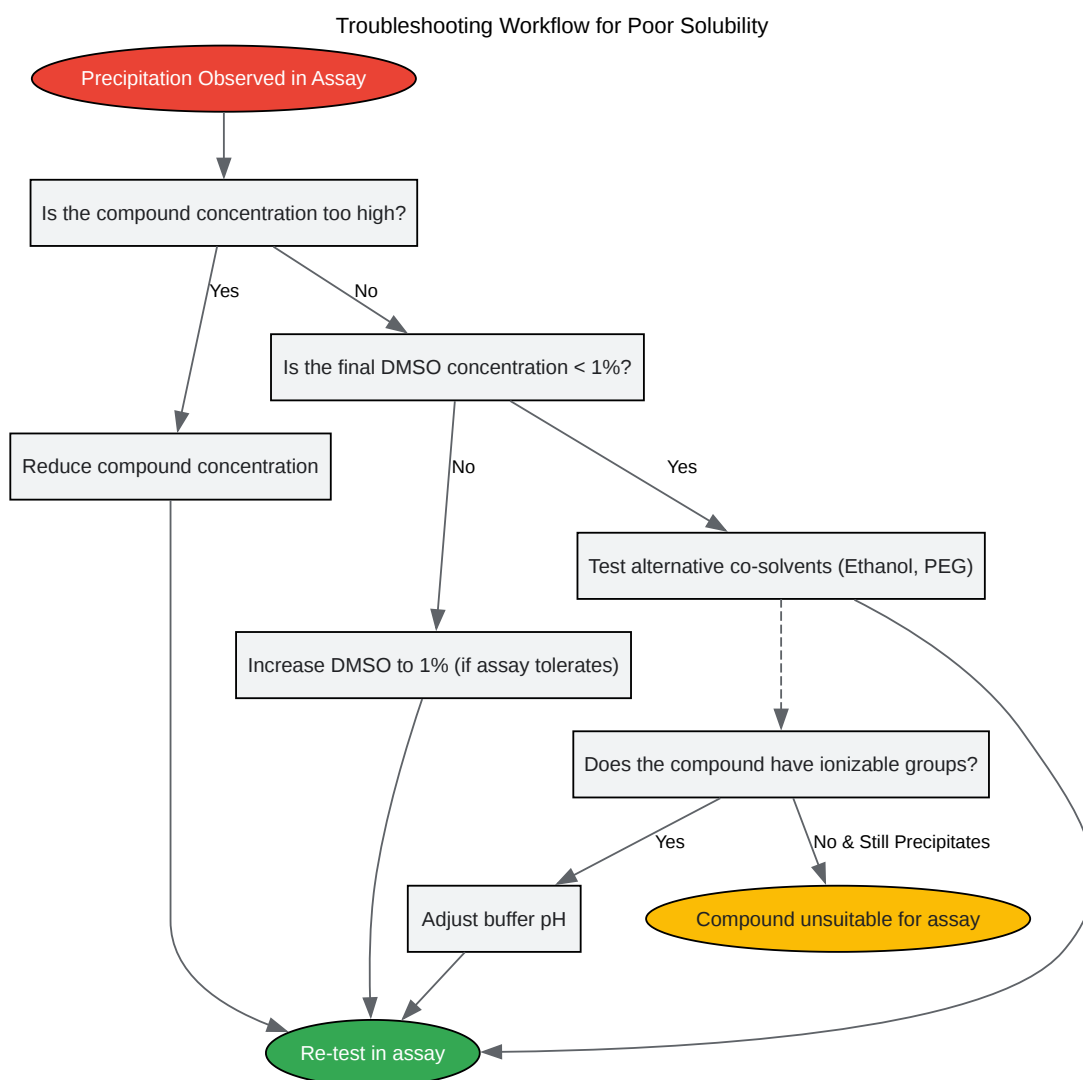 Troubleshooting Workflow for Poor Solubility
Precipitation Observed in Assay
Is the compound concentration too high?
Yes
No
Is the final DMSO concentration < 1%?
Reduce compound concentration
No
Yes
Test alternative co-solvents (Ethanol, PEG)
Increase DMSO to 1% (if assay tolerates)
Does the compound have ionizable groups?
Yes
No & Still Precipitates
Adjust buffer pH
Compound unsuitable for assay
Re-test in assay